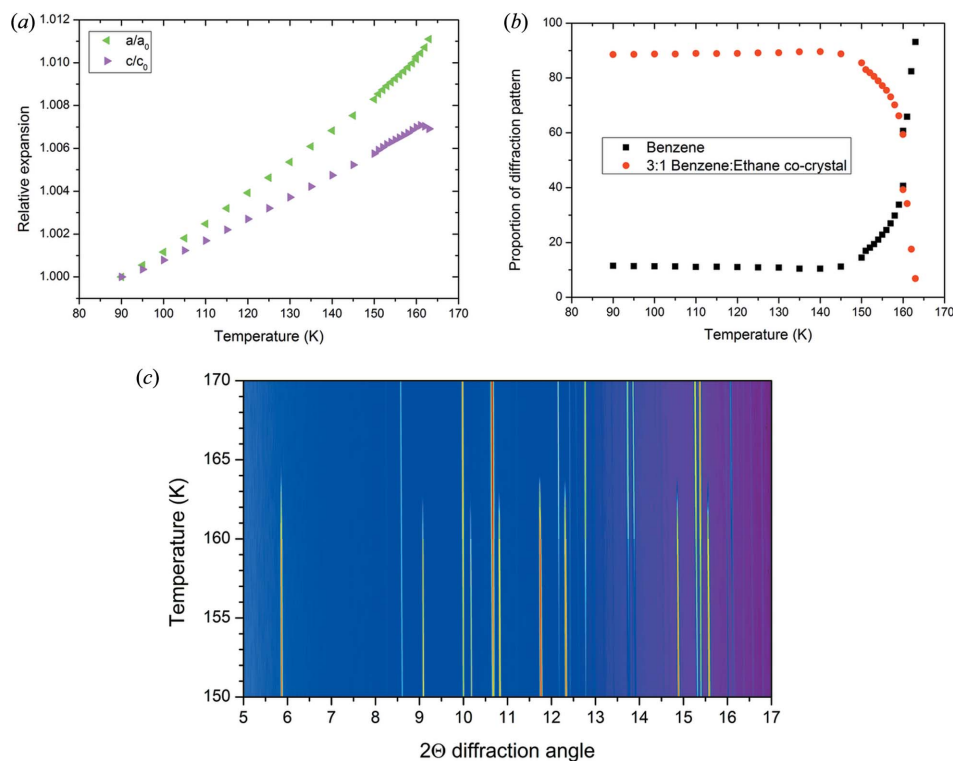 (a)
1.012
1.010
1.008
1.006
1.004
1.002
1.000
Relative expansion
a/a0
c/c0
80 90 100 110 120 130 140 150 160 170
Temperature (K)
(b)
100
80
60
40
20
0
Proportion of diffraction pattern
Benzene
3:1 Benzene:Ethane co-crystal
80 90 100 110 120 130 140 150 160 170
Temperature (K)
(c)
170
165
160
155
150
Temperature (K)
5 6 7 8 9 10 11 12 13 14 15 16 17
2Θ diffraction angle